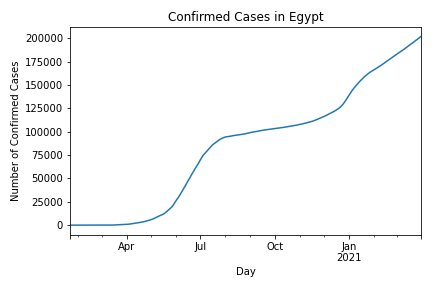 Confirmed Cases in Egypt
Number of Confirmed Cases
200000
175000
150000
125000
100000
75000
50000
25000
0
Apr
Jul
Oct
Jan
2021
Day